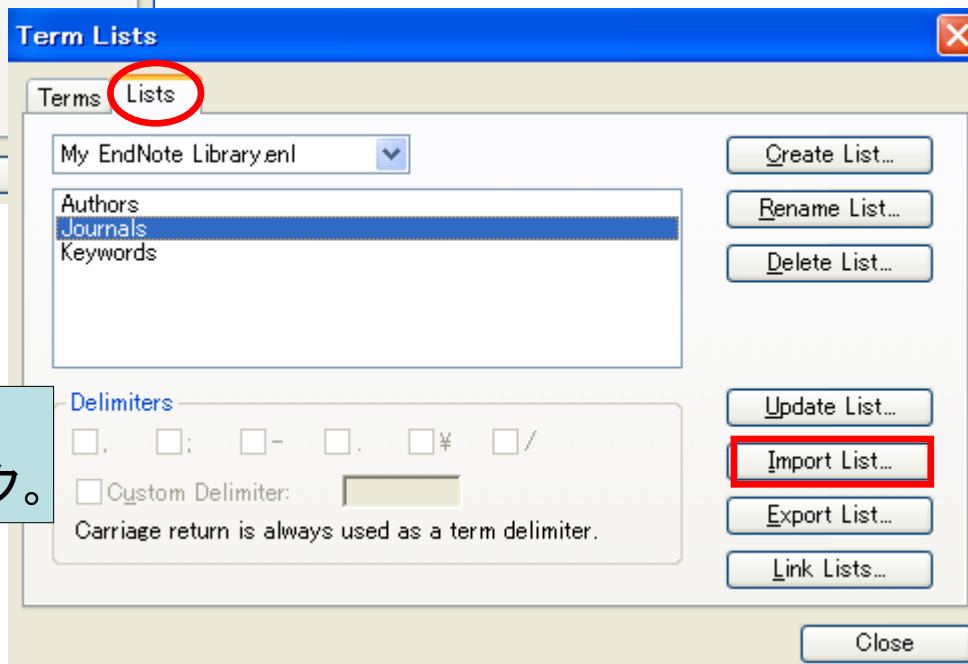 Term Lists
Terms Lists
My EndNote Library.enl
Create List...
Authors
Journals
Keywords
Rename List...
Delete List...
Delimiters
, ; - . ¥ /
Custom Delimiter:
Carriage return is always used as a term delimiter.
Update List...
Import List...
Export List...
Link Lists...
Close
ク。